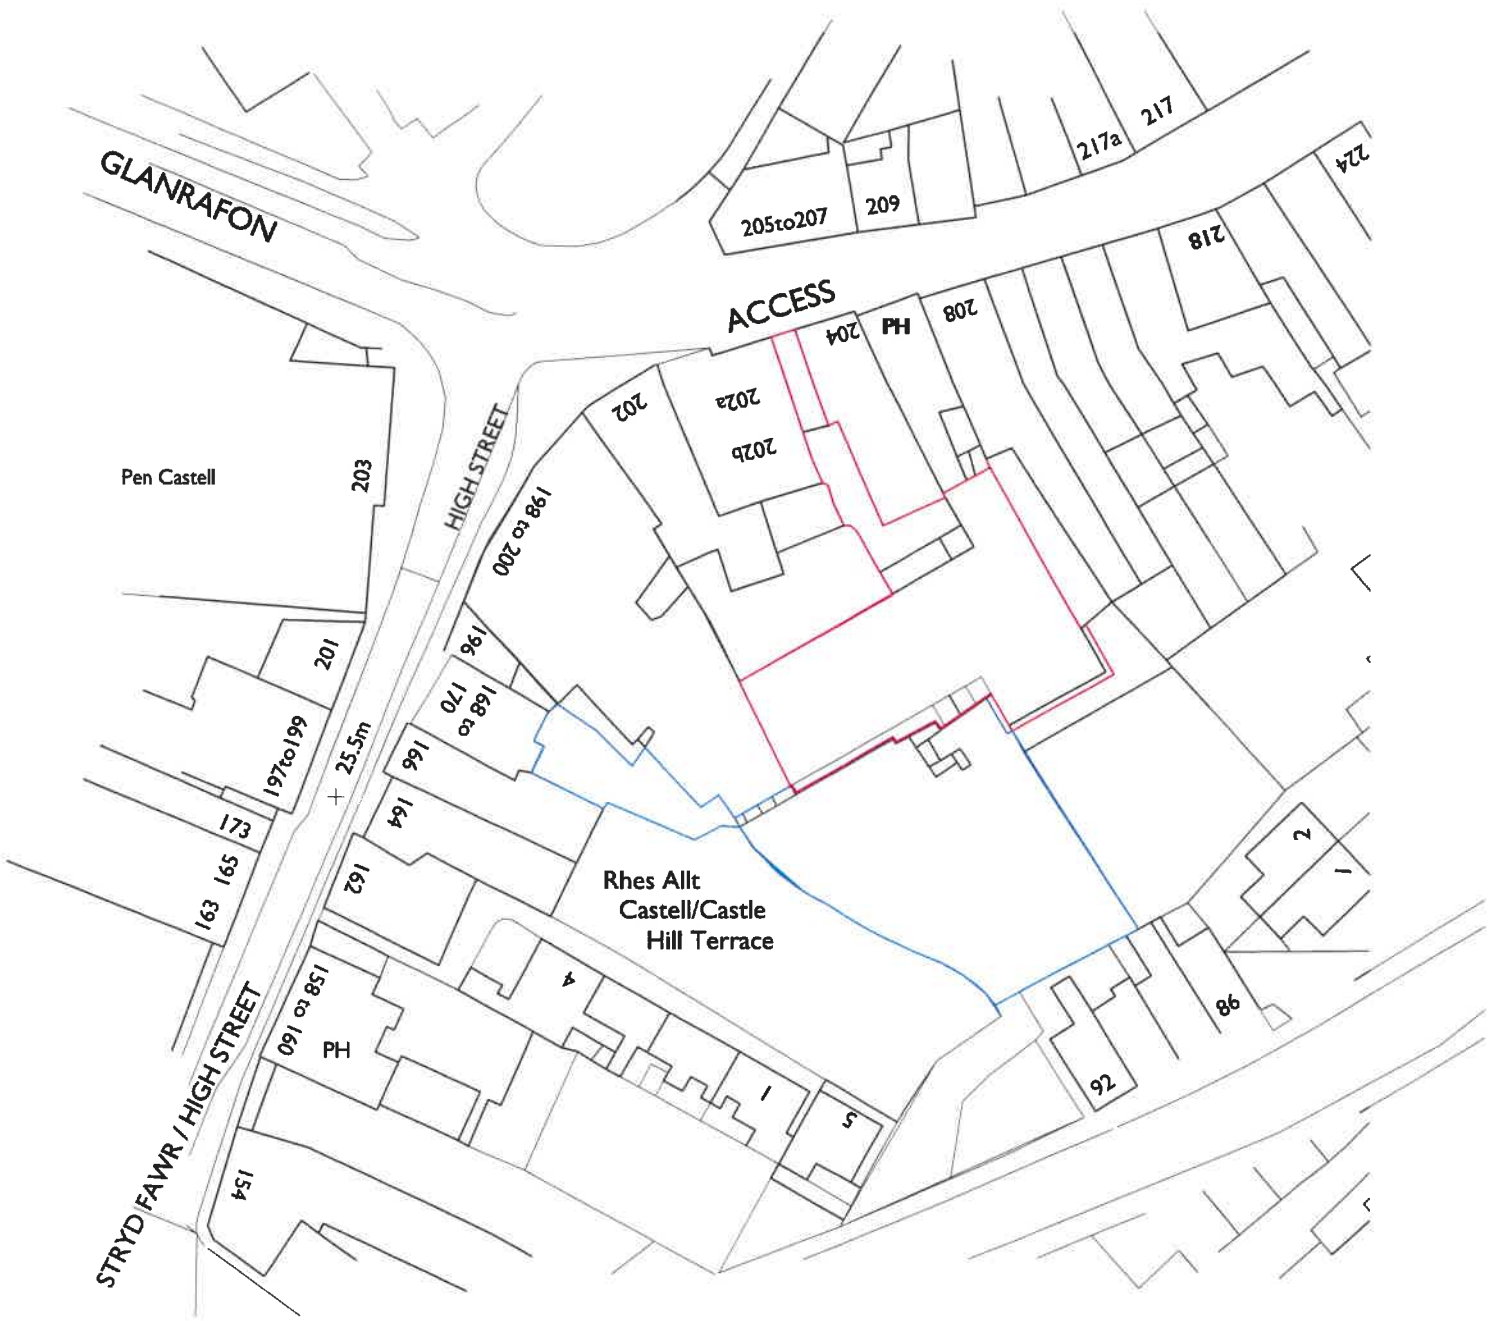 GLANRAFON
217
217a
224
205to207
209
218
ACCESS
204
PH
208
202
202a
202b
HIGH STREET
Pen Castell
203
198 to 200
201
196
168 to
170
197to199
25.5m
166
164
173
165
163
162
Rhes Allt
Castell/Castle
Hill Terrace
2
1
4
158 to 160
PH
86
92
1
5
STRYD FAWR / HIGH STREET
154